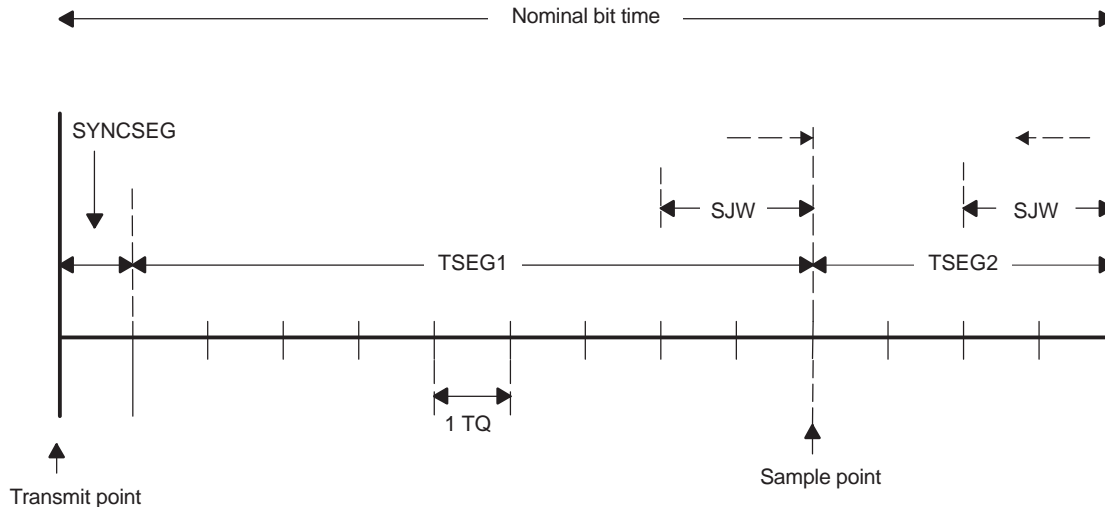 Nominal bit time
SYNCSEG
SJW
SJW
TSEG1
TSEG2
1 TQ
Sample point
Transmit point